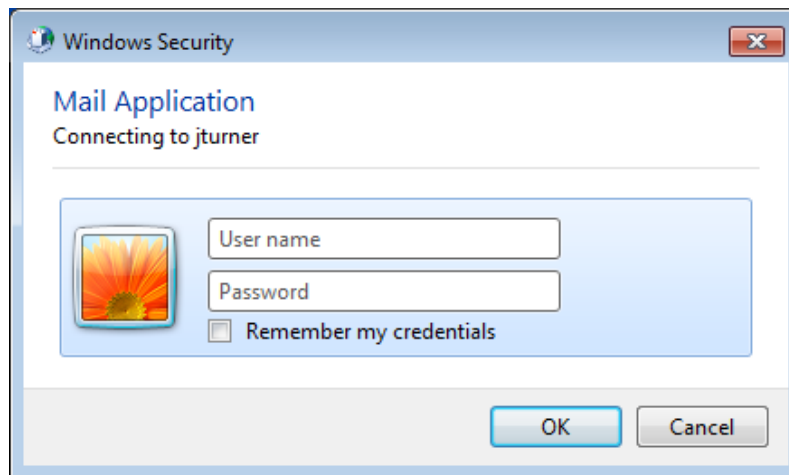 Windows Security
Mail Application
Connecting to jturner
User name
Password
Remember my credentials
OK
Cancel